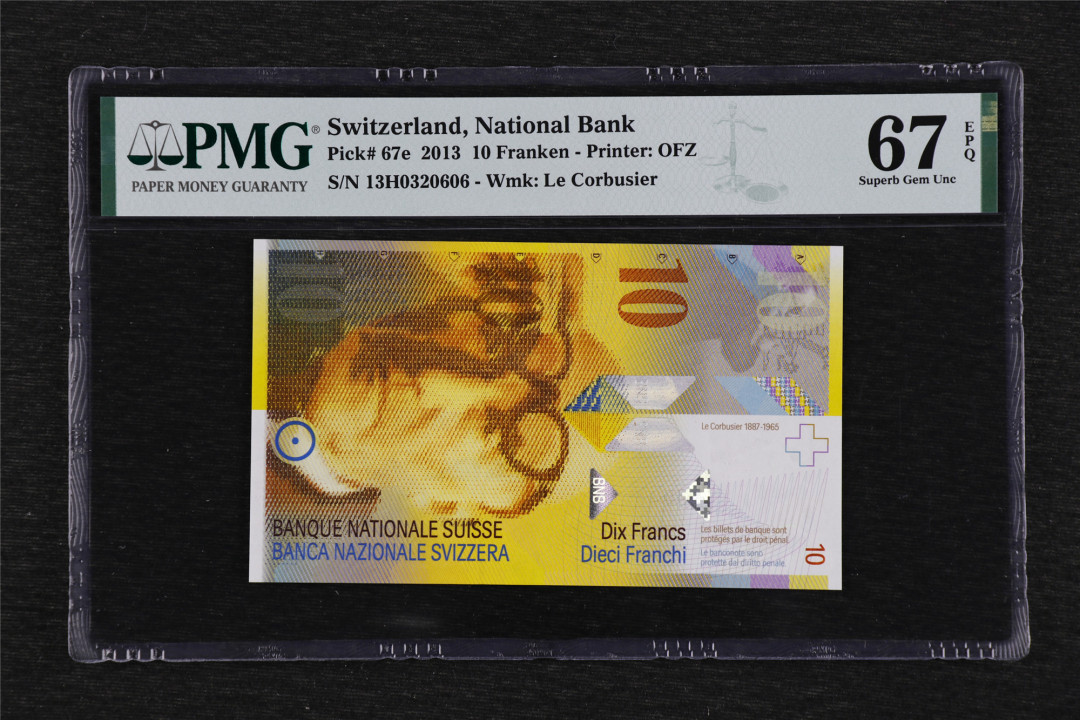 PMG®
PAPER MONEY GUARANTY
Switzerland, National Bank
Pick# 67e 2013 10 Franken - Printer: OFZ
S/N 13H0320606 - Wmk: Le Corbusier
67
EPQ
Superb Gem Unc
10
10
10
Le Corbusier 1887-1965
BNB
BANQUE NATIONALE SUISSE
BANCA NAZIONALE SVIZZERA
Dix Francs
Dieci Franchi
Les billets de banque sont
protégés par le droit pénal.
Le banconote sono
protette dal diritto penale.
10